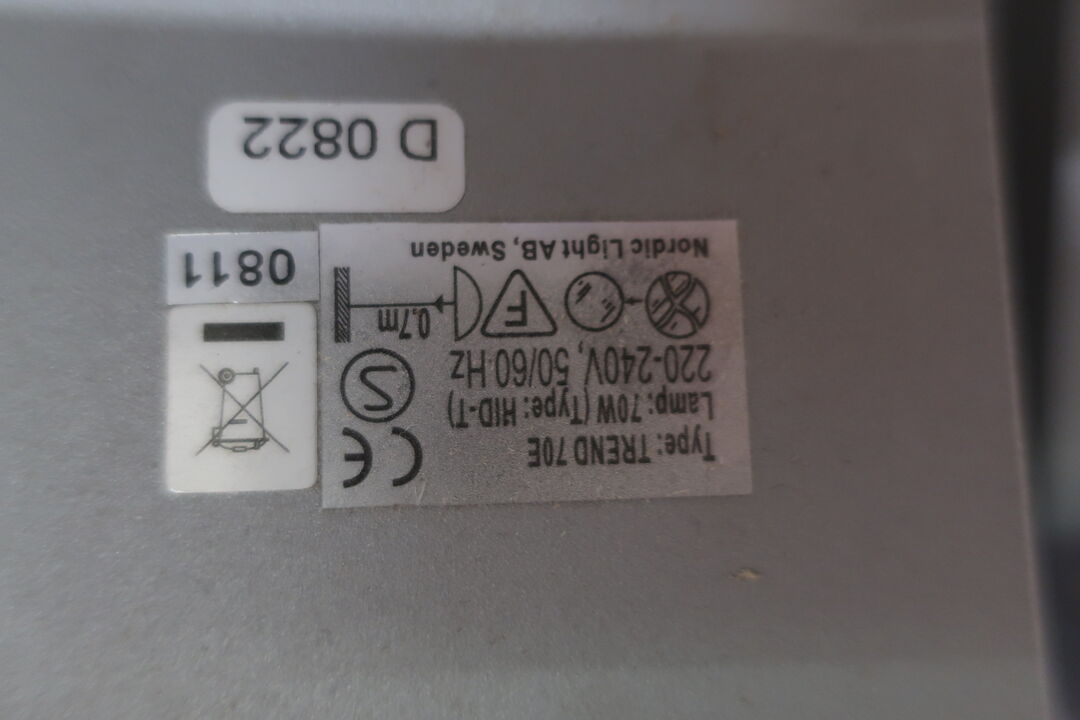 Type: TREND 70E
Lamp: 70W (Type: HID-T)
220-240V, 50/60 Hz
CE
S
F
0,7m
Nordic Light AB, Sweden
0811
D 0822